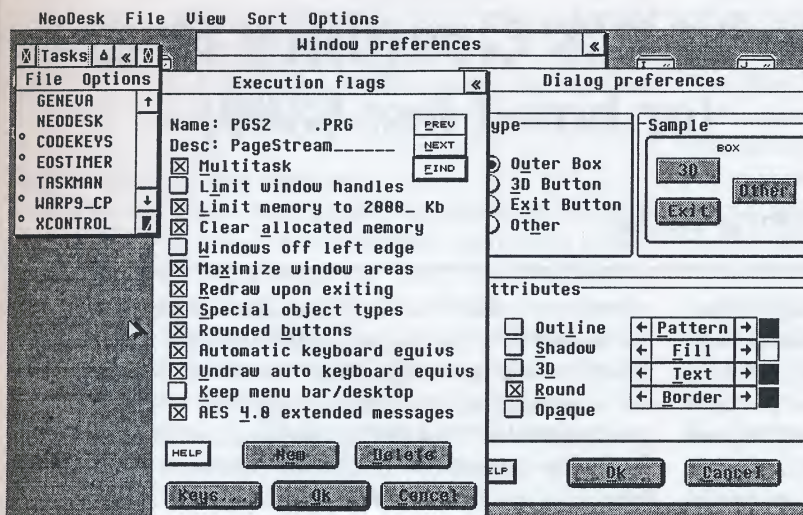 NeoDesk File View Sort Options
Window preferences
Tasks
File Options
GENEVA
NEODESK
CODEKEYS
EOSTIMER
TASKMAN
WARP9_CP
XCONTROL
Execution flags
Name: PGS2 .PRG
Desc: PageStream______
PREV
NEXT
FIND
Multitask
Limit window handles
Limit memory to 2000_ Kb
Clear allocated memory
Windows off left edge
Maximize window areas
Redraw upon exiting
Special object types
Rounded buttons
Automatic keyboard equivs
Undraw auto keyboard equivs
Keep menu bar/desktop
AES 4.0 extended messages
HELP
New
Delete
Keys...
Ok
Cancel
Dialog preferences
ype
Outer Box
3D Button
Exit Button
Other
Sample
BOX
3D
Other
Exit
ttributes
Outline
Shadow
3D
Round
Opaque
Pattern
Fill
Text
Border
ELP
Ok
Cancel